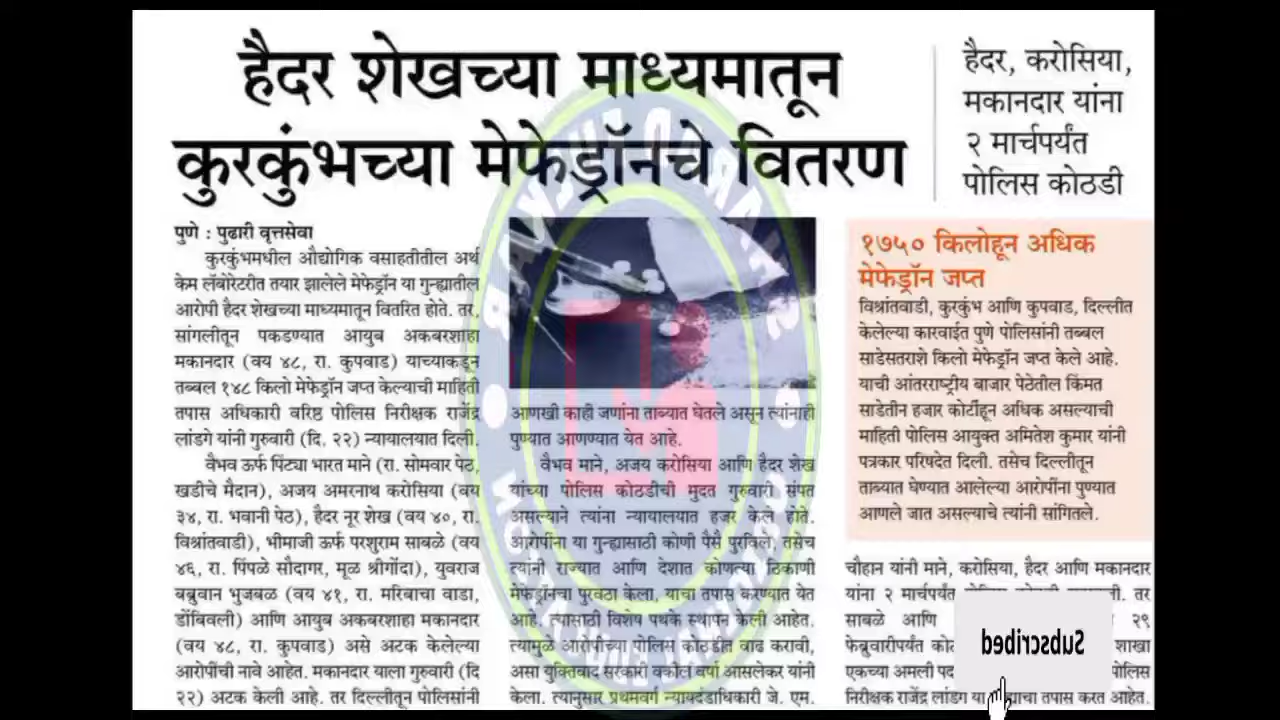 हैदर शेखच्या माध्यमातून
कुरकुंभच्या मेफेड्रॉनचे वितरण
हैदर, करोसिया,
मकानदार यांना
२ मार्चपर्यंत
पोलिस कोठडी
पुणे : पुढारी वृत्तसेवा
कुरकुंभमधील औद्योगिक वसाहतीतील अर्थ
केम लॅबोरेटरीत तयार झालेले मेफेड्रॉन या गुन्ह्यातील
आरोपी हैदर शेखच्या माध्यमातून वितरित होते. तर,
सांगलीतून पकडण्यात आयुब अकबरशाहा
मकानदार (वय ४८, रा. कुपवाड) याच्याकडून
तब्बल १४८ किलो मेफेड्रॉन जप्त केल्याची माहिती
तपास अधिकारी वरिष्ठ पोलिस निरीक्षक राजेंद्र
लांडगे यांनी गुरुवारी (दि. २२) न्यायालयात दिली.
वैभव ऊर्फ पिंट्या भारत माने (रा. सोमवार पेठ,
खडीचे मैदान), अजय अमरनाथ करोसिया (वय
३४, रा. भवानी पेठ), हैदर नूर शेख (वय ४०, रा.
विश्रांतवाडी), भीमाजी ऊर्फ परशुराम साबळे (वय
४६, रा. पिंपळे सौदागर, मूळ श्रीगोंदा), युवराज
बब्रुवान भुजबळ (वय ४१, रा. मरिबाचा वाडा,
डोंबिवली) आणि आयुब अकबरशाहा मकानदार
(वय ४८, रा. कुपवाड) असे अटक केलेल्या
आरोपींची नावे आहेत. मकानदार याला गुरुवारी (दि
२२) अटक केली आहे. तर दिल्लीतून पोलिसांनी
आणखी काही जणांना ताब्यात घेतले असून त्यांनाही
पुण्यात आणण्यात येत आहे.
वैभव माने, अजय करोसिया आणि हैदर शेख
यांच्या पोलिस कोठडीची मुदत गुरुवारी संपत
असल्याने त्यांना न्यायालयात हजर केले होते.
आरोपींना या गुन्ह्यासाठी कोणी पैसै पुरविले, तसेच
त्यांनी राज्यात आणि देशात कोणत्या ठिकाणी
मेफेड्रॉनचा पुरवठा केला, याचा तपास करण्यात येत
आहे. त्यासाठी विशेष पथके स्थापन केली आहेत.
त्यामुळे आरोपीच्या पोलिस कोठडीत वाढ करावी,
असा युक्तिवाद सरकारी वकील वर्षा आसलेकर यांनी
केला. त्यानुसार प्रथमवर्ग न्यायदंडाधिकारी जे. एम.
१७५० किलोहून अधिक
मेफेड्रॉन जप्त
विश्रांतवाडी, कुरकुंभ आणि कुपवाड, दिल्लीत
केलेल्या कारवाईत पुणे पोलिसांनी तब्बल
साडेसतराशे किलो मेफेड्रॉन जप्त केले आहे.
याची आंतरराष्ट्रीय बाजार पेठेतील किंमत
साडेतीन हजार कोटींहून अधिक असल्याची
माहिती पोलिस आयुक्त अमितेश कुमार यांनी
पत्रकार परिषदेत दिली. तसेच दिल्लीतून
ताब्यात घेण्यात आलेल्या आरोपींना पुण्यात
आणले जात असल्याचे त्यांनी सांगितले.
चौहान यांनी माने, करोसिया, हैदर आणि मकानदार
यांना २ मार्चपर्यंत तर
साबळे आणि २९
फेब्रुवारीपर्यंत शाखा
एकच्या अमली पोलिस
निरीक्षक राजेंद्र लांडगे तपास करत आहेत.
Subscribed